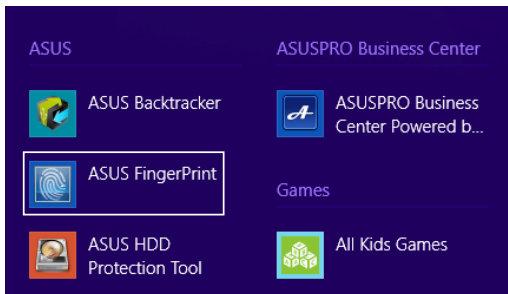 ASUS
ASUS Backtracker
ASUS FingerPrint
ASUS HDD
Protection Tool
ASUSPRO Business Center
ASUSPRO Business
Center Powered b...
Games
All Kids Games